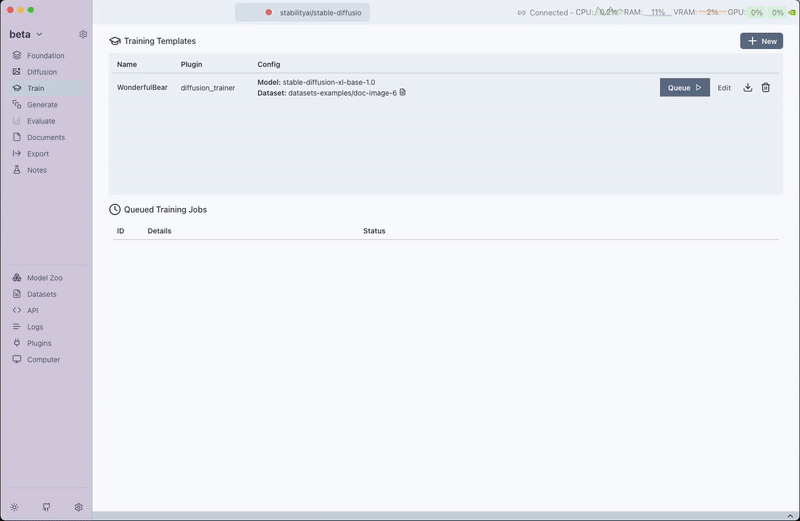 stabilityai/stable-diffusio
Connected - CPU: 0.2% RAM: 11% VRAM: 2% GPU: 0% 0%
beta
Foundation
Diffusion
Train
Generate
Evaluate
Documents
Export
Notes
Model Zoo
Datasets
API
Logs
Plugins
Computer
Training Templates
New
Name Plugin Config
WonderfulBear diffusion_trainer
Model: stable-diffusion-xl-base-1.0
Dataset: datasets-examples/doc-image-6
Queue Edit
Queued Training Jobs
ID Details Status